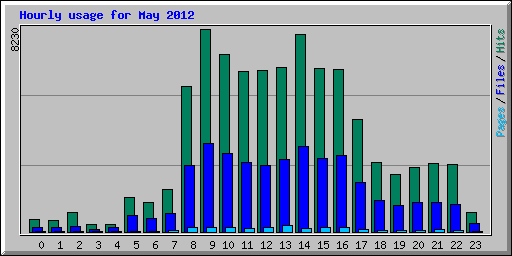 Hourly usage for May 2012
8230
Pages / Files / Hits
0 1 2 3 4 5 6 7 8 9 10 11 12 13 14 15 16 17 18 19 20 21 22 23